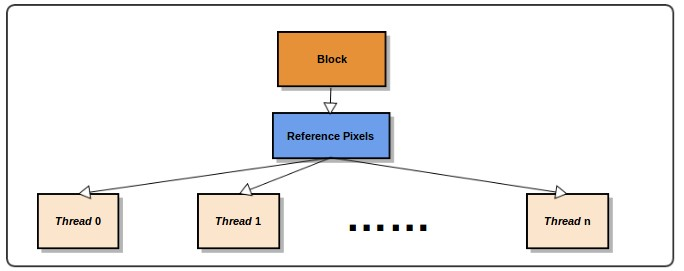 Block
Reference Pixels
Thread 0
Thread 1
......
Thread n